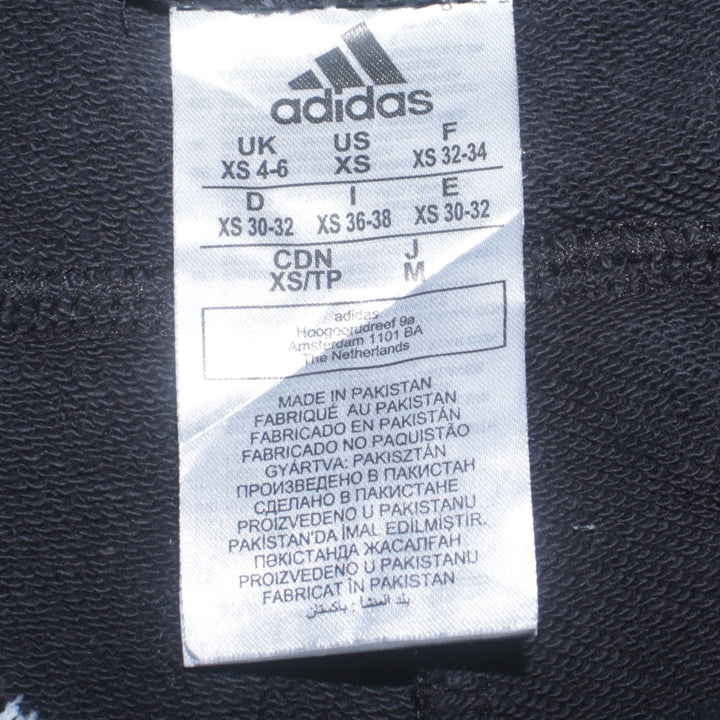 adidas
UK US F
XS 4-6 XS XS 32-34
D I E
XS 30-32 XS 36-38 XS 30-32
CDN J
XS/TP M
adidas
Hoogoorddreef 9a
Amsterdam 1101 BA
The Netherlands
MADE IN PAKISTAN
FABRIQUÉ AU PAKISTAN
FABRICADO EN PAKISTÁN
FABRICADO NO PAQUISTÃO
GYÁRTVA: PAKISZTÁN
ПРОИЗВЕДЕНО В ПАКИСТАН
СДЕЛАНО В ПАКИСТАНЕ
PROIZVEDENO U PAKISTANU
PAKİSTAN'DA İMAL EDİLMİŞTİR.
ПӘКІСТАНДА ЖАСАЛҒАН
PROIZVEDENO U PAKISTANU
FABRICAT ÎN PAKISTAN
بلد المنشأ : باكستان